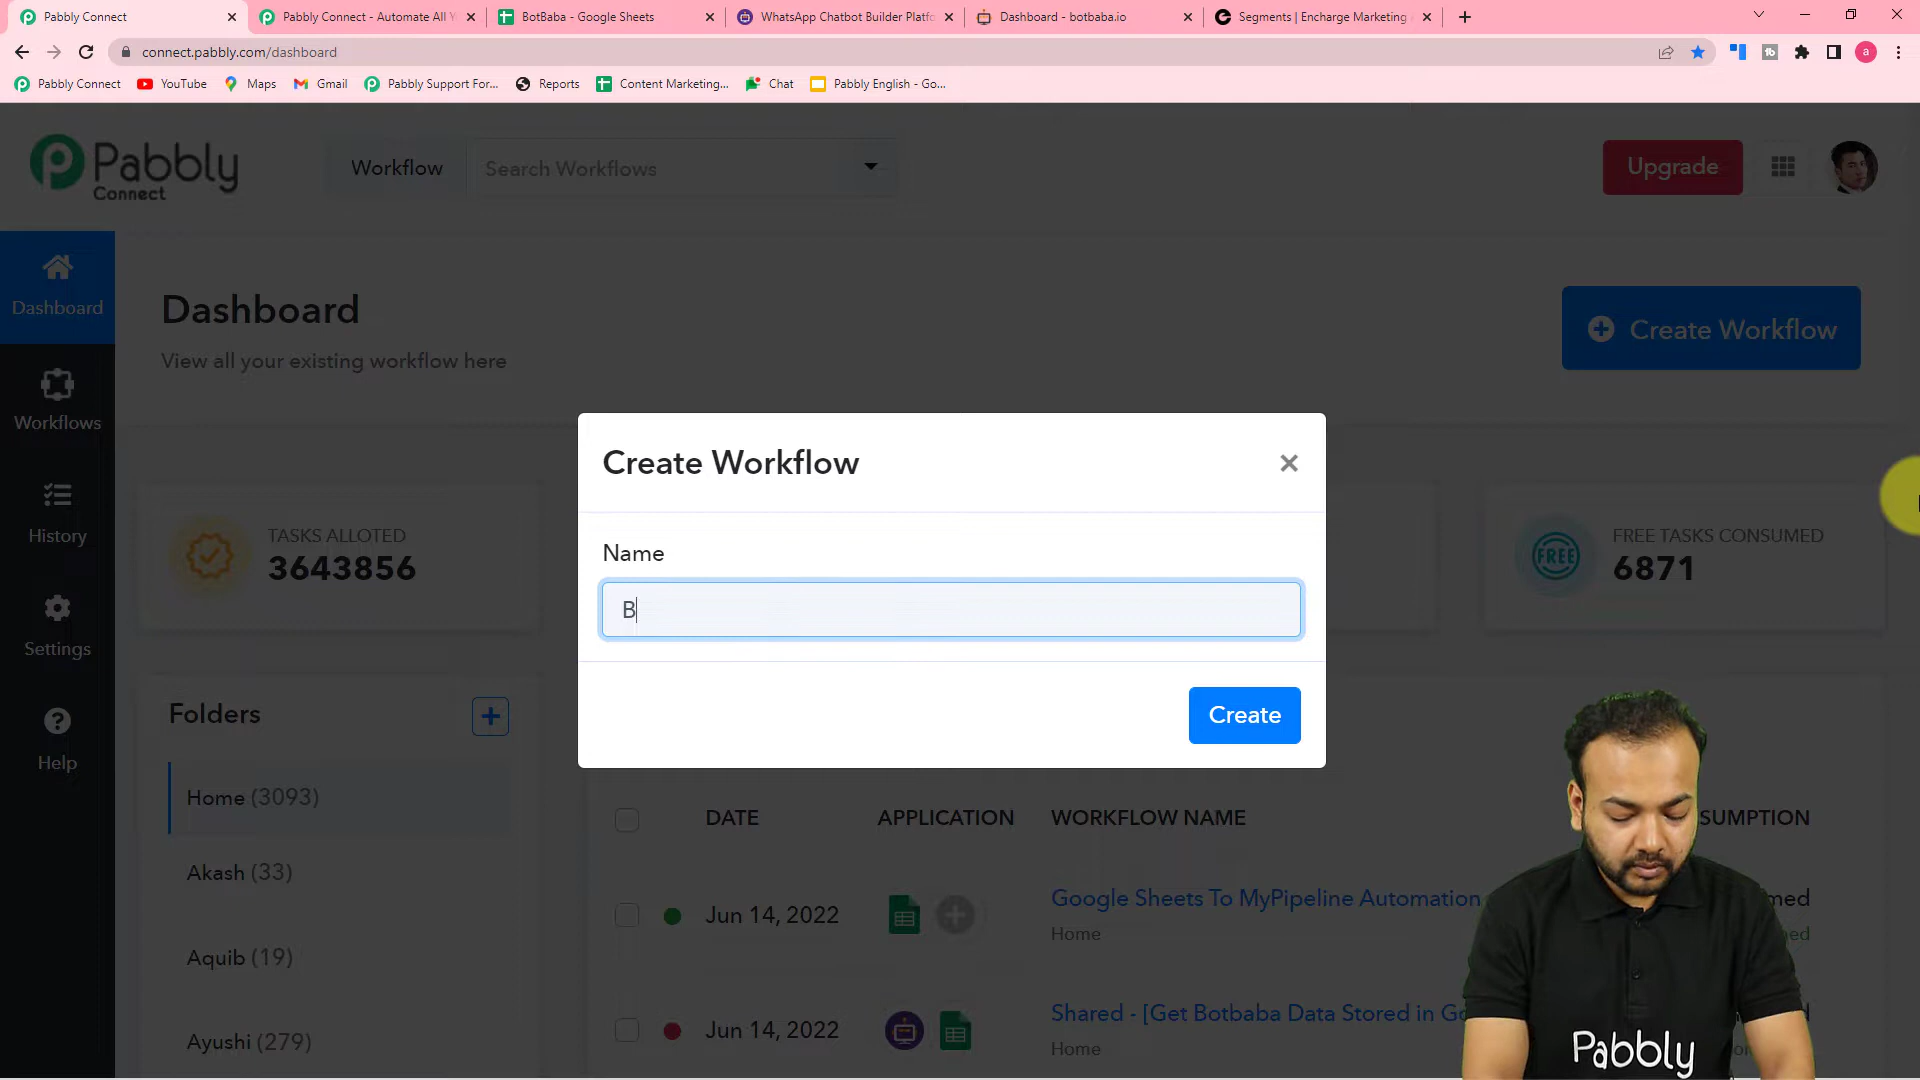 Pabbly Connect
Pabbly Connect - Automate All Y
BotBaba - Google Sheets
WhatsApp Chatbot Builder Platfo
Dashboard - botbaba.io
Segments | Encharge Marketing
connect.pabbly.com/dashboard
a
Pabbly Connect
YouTube
Maps
Gmail
Pabbly Support For...
Reports
Content Marketing...
Chat
Pabbly English - Go...
Pabbly
Connect
Workflow
Search Workflows
Upgrade
Dashboard
Workflows
History
Settings
Help
Dashboard
View all your existing workflow here
Create Workflow
TASKS ALLOTED
3643856
FREE
FREE TASKS CONSUMED
6871
Create Workflow
Name
B
Create
Folders
Home (3093)
Akash (33)
Aquib (19)
Ayushi (279)
DATE
APPLICATION
WORKFLOW NAME
SUMPTION
Jun 14, 2022
Google Sheets To MyPipeline Automation
Home
med
ed
Jun 14, 2022
Shared - [Get Botbaba Data Stored in Go
Home
Pabbly